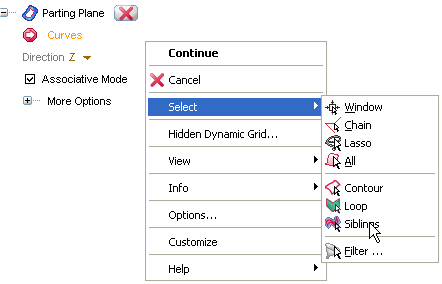 Parting Plane
Curves
Direction Z
Associative Mode
More Options
Continue
Cancel
Select
Hidden Dynamic Grid...
View
Info
Options...
Customize
Help
Window
Chain
Lasso
All
Contour
Loop
Siblings
Filter ...